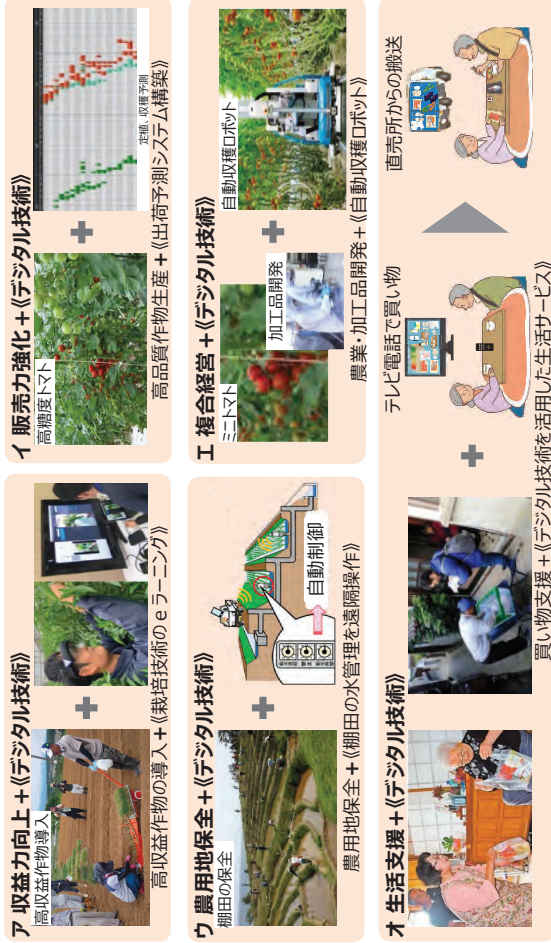 ア 収益力向上+《デジタル技術》
高収益作物導入
高収益作物の導入+《栽培技術のeラーニング》
イ 販売力強化+《デジタル技術》
高糖度トマト
定植、収穫予測
高品質作物生産+《出荷予測システム構築》
ウ 農用地保全+《デジタル技術》
棚田の保全
自動制御
農用地保全+《棚田の水管理を遠隔操作》
エ 複合経営+《デジタル技術》
ミニトマト
加工品開発
自動収穫ロボット
農業・加工品開発+《自動収穫ロボット》
オ 生活支援+《デジタル技術》
テレビ電話で買い物
直売所からの搬送
買い物支援+《デジタル技術を活用した生活サービス》